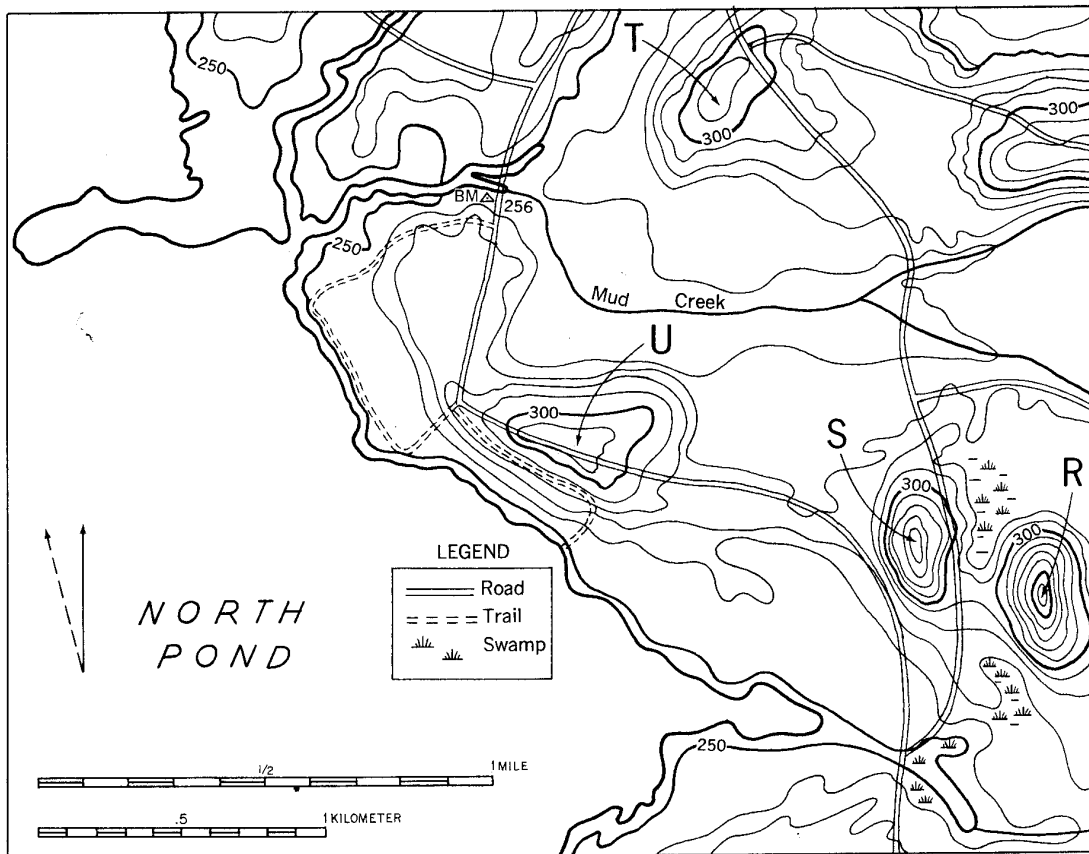 T
250
300
300
BM
256
250
Mud Creek
U
300
S
R
300
300
LEGEND
Road
Trail
Swamp
NORTH
POND
250
1/2
1 MILE
.5
1 KILOMETER